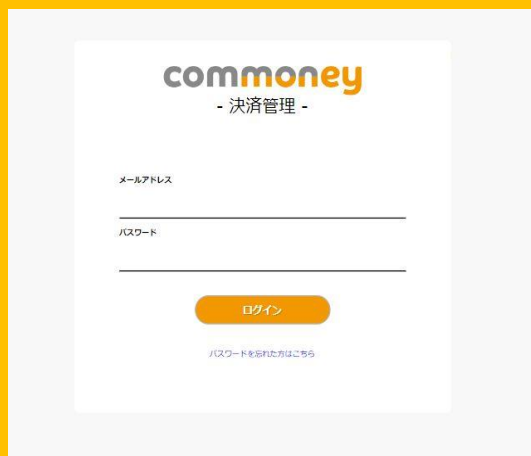 commoney
- 決済管理 -
メールアドレス
パスワード
ログイン
パスワードを忘れた方はこちら